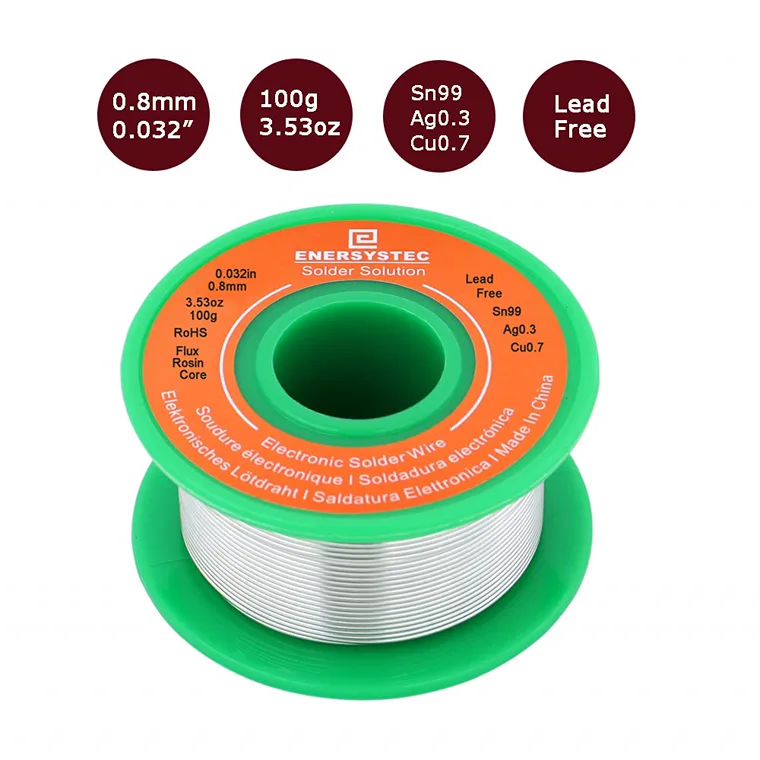 0.8mm
0.032”
100g
3.53oz
Sn99
Ag0.3
Cu0.7
Lead
Free
ENERSYSTEC
Solder Solution
0.032in
0.8mm
3.53oz
100g
RoHS
Flux
Rosin
Core
Lead
Free
Sn99
Ag0.3
Cu0.7
Electronic Solder Wire
Soudure électronique I Soldadura electrónica
Elektronisches Lötdraht I Saldatura Elettronica I Made In China